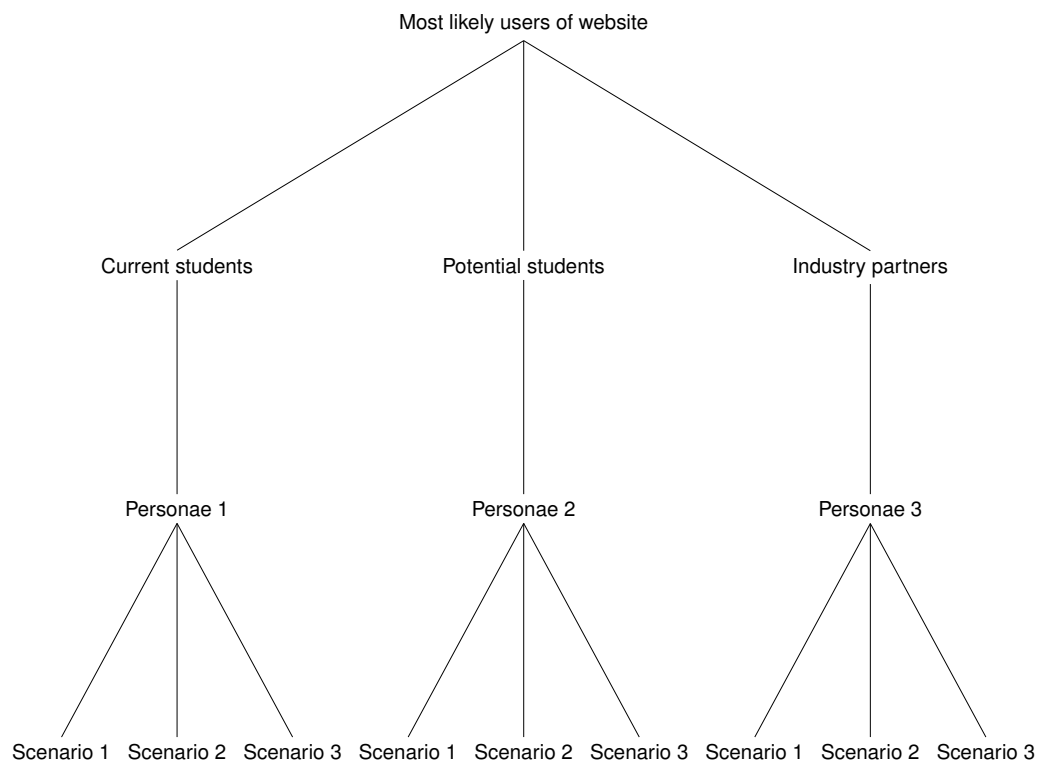 Most likely users of website
Current students
Potential students
Industry partners
Personae 1
Personae 2
Personae 3
Scenario 1 Scenario 2 Scenario 3 Scenario 1 Scenario 2 Scenario 3 Scenario 1 Scenario 2 Scenario 3